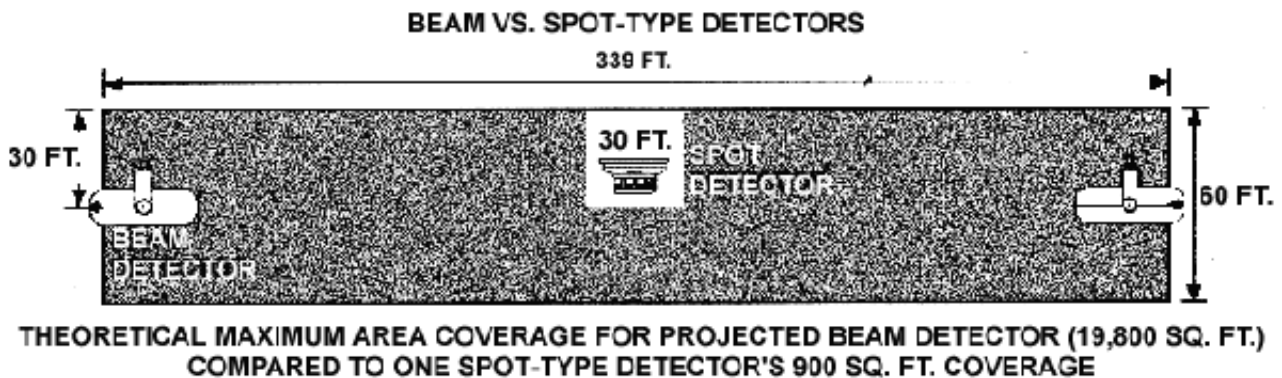 BEAM VS. SPOT-TYPE DETECTORS
339 FT.
30 FT.
30 FT.
SPOT
DETECTOR
60 FT.
BEAM
DETECTOR
THEORETICAL MAXIMUM AREA COVERAGE FOR PROJECTED BEAM DETECTOR (19,800 SQ. FT.)
COMPARED TO ONE SPOT-TYPE DETECTOR'S 900 SQ. FT. COVERAGE